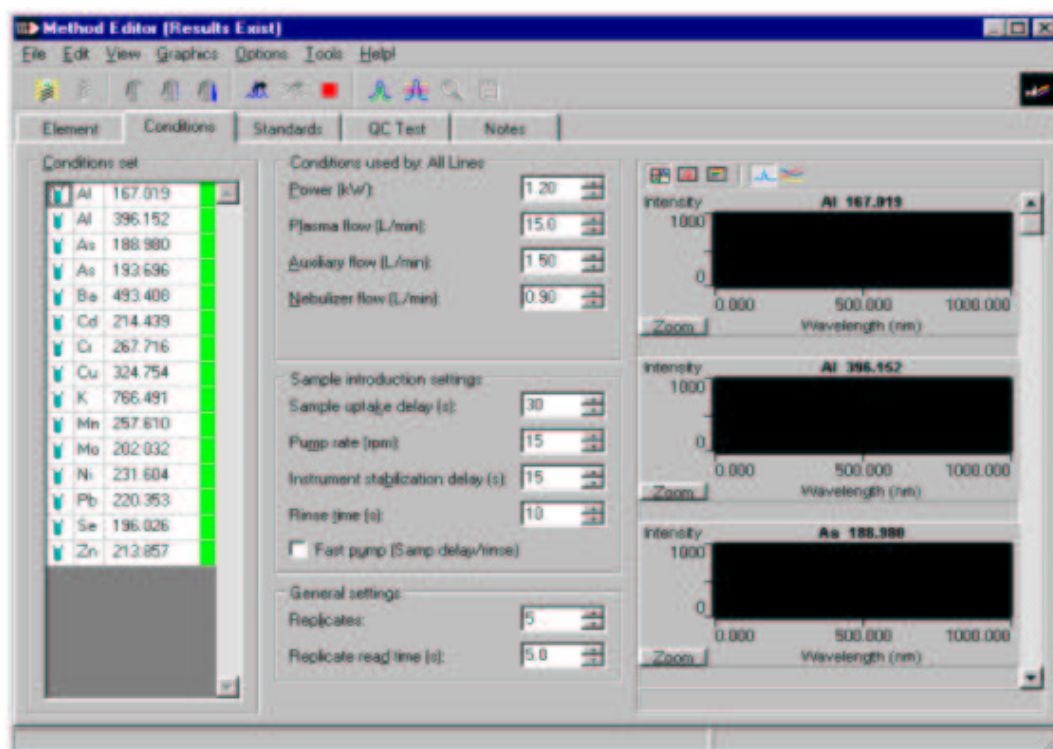 Method Editor (Results Exist)
File Edit View Graphics Options Tools Help!
Element Conditions Standards QC Test Notes
Conditions set
Al 167.019
Al 396.152
As 188.980
As 193.696
Ba 493.408
Cd 214.439
Cr 267.716
Cu 324.754
K 766.491
Mn 257.610
Mo 202.032
Ni 231.604
Pb 220.353
Se 196.026
Zn 213.857
Conditions used by: All Lines
Power (kW): 1.20
Plasma flow (L/min): 15.0
Auxiliary flow (L/min): 1.50
Nebulizer flow (L/min): 0.90
Sample introduction settings
Sample uptake delay (s): 30
Pump rate (rpm): 15
Instrument stabilization delay (s): 15
Rinse time (s): 10
Fast pump (Samp delay/rinse)
General settings
Replicates: 5
Replicate read time (s): 5.0
Intensity Al 167.019
1000
0
0.000 500.000 1000.000
Zoom Wavelength (nm)
Intensity Al 396.152
1000
0
0.000 500.000 1000.000
Zoom Wavelength (nm)
Intensity As 188.980
1000
0
0.000 500.000 1000.000
Zoom Wavelength (nm)